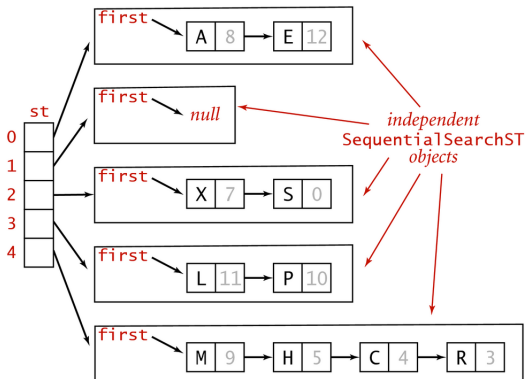 first
A 8 E 12
st
first
null
independent
SequentialSearchST
objects
0
1
2
3
4
first
X 7 S 0
first
L 11 P 10
first
M 9 H 5 C 4 R 3